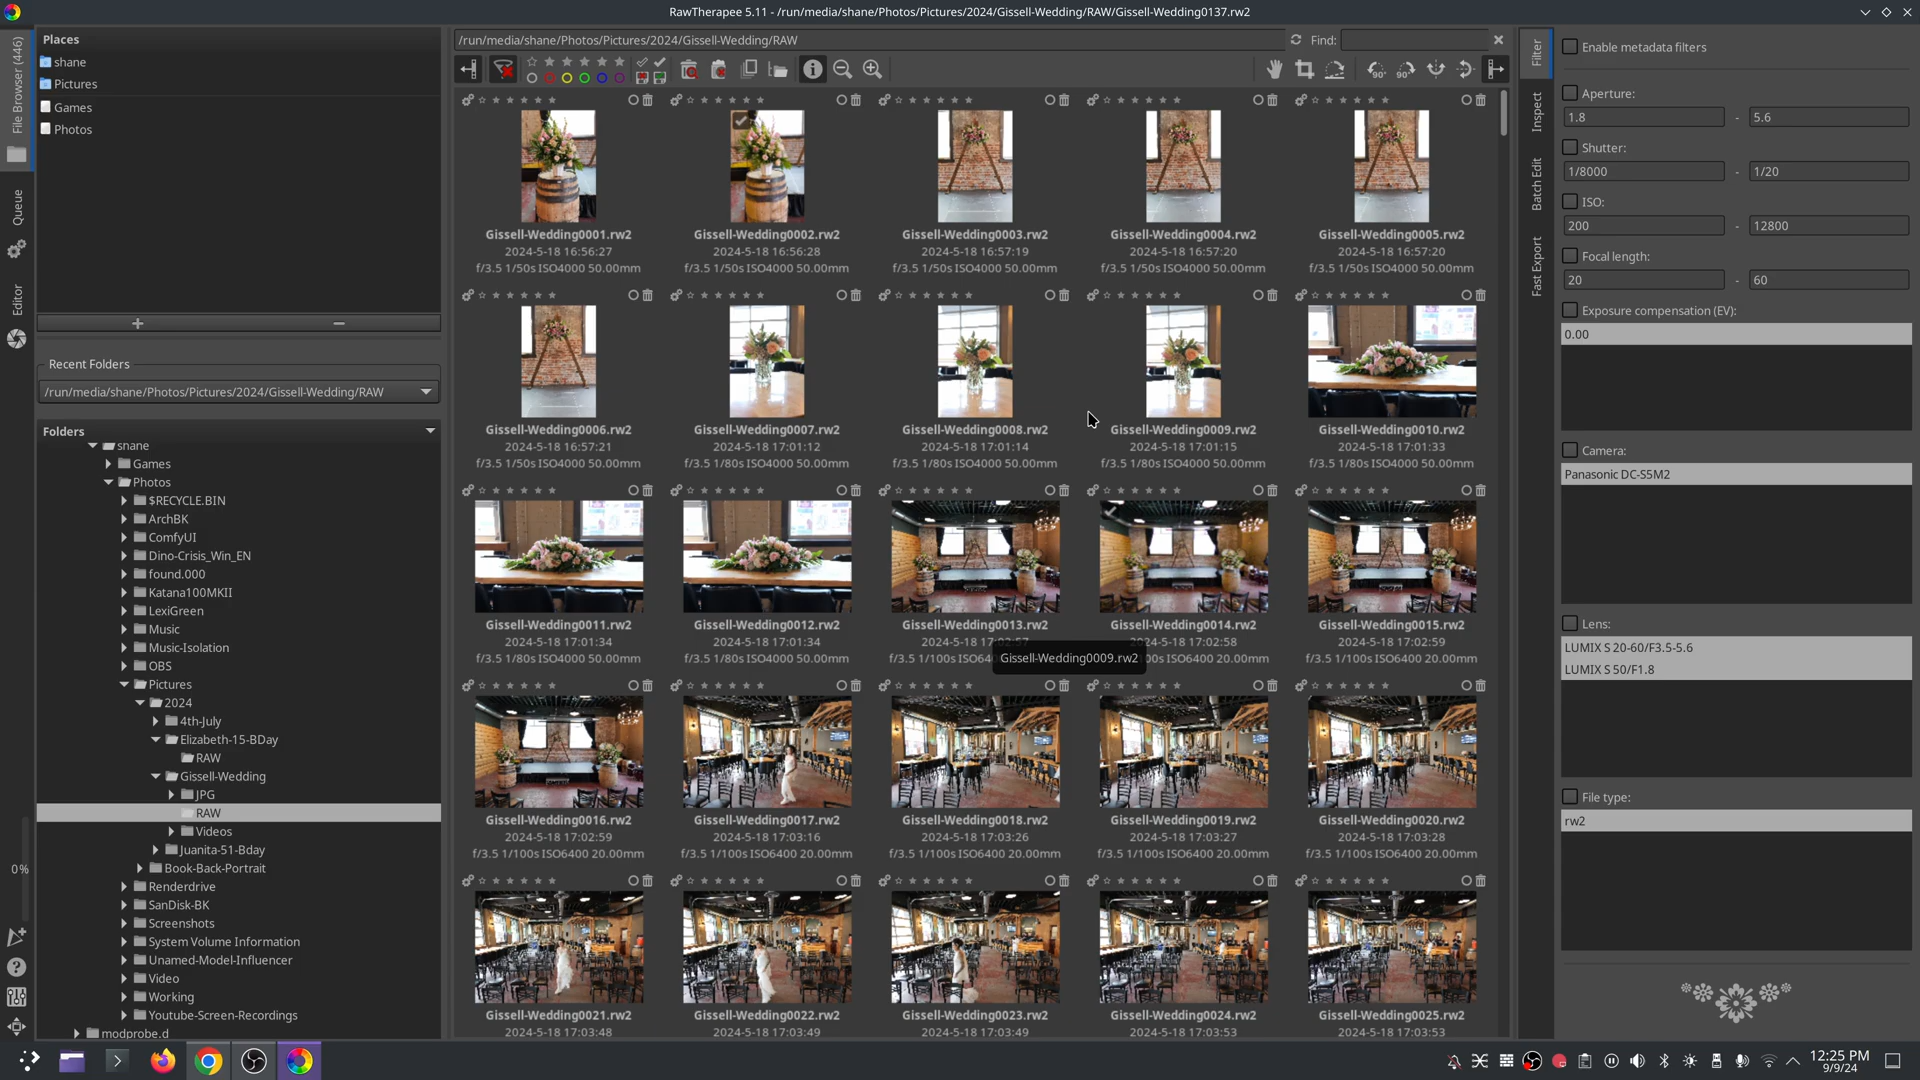 RawTherapee 5.11 - /run/media/shane/Photos/Pictures/2024/Gissell-Wedding/RAW/Gissell-Wedding0137.rw2
File Browser (446)
Queue
Editor
0%
Places
shane
Pictures
Games
Photos
+ −
Recent Folders
/run/media/shane/Photos/Pictures/2024/Gissell-Wedding/RAW
Folders
shane
Games
Photos
$RECYCLE.BIN
ArchBK
ComfyUI
Dino-Crisis_Win_EN
found.000
Katana100MKII
LexiGreen
Music
Music-Isolation
OBS
Pictures
2024
4th-July
Elizabeth-15-BDay
RAW
Gissell-Wedding
JPG
RAW
Videos
Juanita-51-Bday
Book-Back-Portrait
Renderdrive
SanDisk-BK
Screenshots
System Volume Information
Unamed-Model-Influencer
Video
Working
Youtube-Screen-Recordings
modprobe.d
/run/media/shane/Photos/Pictures/2024/Gissell-Wedding/RAW Find:
90° 90°
Gissell-Wedding0001.rw2 Gissell-Wedding0002.rw2 Gissell-Wedding0003.rw2 Gissell-Wedding0004.rw2 Gissell-Wedding0005.rw2
2024-5-18 16:56:27 2024-5-18 16:56:28 2024-5-18 16:57:19 2024-5-18 16:57:20 2024-5-18 16:57:20
f/3.5 1/50s ISO4000 50.00mm f/3.5 1/50s ISO4000 50.00mm f/3.5 1/50s ISO4000 50.00mm f/3.5 1/50s ISO4000 50.00mm f/3.5 1/50s ISO4000 50.00mm
Gissell-Wedding0006.rw2 Gissell-Wedding0007.rw2 Gissell-Wedding0008.rw2 Gissell-Wedding0009.rw2 Gissell-Wedding0010.rw2
2024-5-18 16:57:21 2024-5-18 17:01:12 2024-5-18 17:01:14 2024-5-18 17:01:15 2024-5-18 17:01:33
f/3.5 1/50s ISO4000 50.00mm f/3.5 1/80s ISO4000 50.00mm f/3.5 1/80s ISO4000 50.00mm f/3.5 1/80s ISO4000 50.00mm f/3.5 1/80s ISO4000 50.00mm
Gissell-Wedding0011.rw2 Gissell-Wedding0012.rw2 Gissell-Wedding0013.rw2 Gissell-Wedding0014.rw2 Gissell-Wedding0015.rw2
2024-5-18 17:01:34 2024-5-18 17:01:34 2024-5-18 17:02:57 2024-5-18 17:02:58 2024-5-18 17:02:59
f/3.5 1/80s ISO4000 50.00mm f/3.5 1/80s ISO4000 50.00mm f/3.5 1/100s ISO64 Gissell-Wedding0009.rw2 00s ISO6400 20.00mm f/3.5 1/100s ISO6400 20.00mm
Gissell-Wedding0016.rw2 Gissell-Wedding0017.rw2 Gissell-Wedding0018.rw2 Gissell-Wedding0019.rw2 Gissell-Wedding0020.rw2
2024-5-18 17:02:59 2024-5-18 17:03:16 2024-5-18 17:03:26 2024-5-18 17:03:27 2024-5-18 17:03:28
f/3.5 1/100s ISO6400 20.00mm f/3.5 1/100s ISO6400 20.00mm f/3.5 1/100s ISO6400 20.00mm f/3.5 1/100s ISO6400 20.00mm f/3.5 1/100s ISO6400 20.00mm
Gissell-Wedding0021.rw2 Gissell-Wedding0022.rw2 Gissell-Wedding0023.rw2 Gissell-Wedding0024.rw2 Gissell-Wedding0025.rw2
2024-5-18 17:03:48 2024-5-18 17:03:49 2024-5-18 17:03:49 2024-5-18 17:03:53 2024-5-18 17:03:53
Filter
Inspect
Batch Edit
Fast Export
Enable metadata filters
Aperture:
1.8 - 5.6
Shutter:
1/8000 - 1/20
ISO:
200 - 12800
Focal length:
20 - 60
Exposure compensation (EV):
0.00
Camera:
Panasonic DC-S5M2
Lens:
LUMIX S 20-60/F3.5-5.6
LUMIX S 50/F1.8
File type:
rw2
12:25 PM
9/9/24